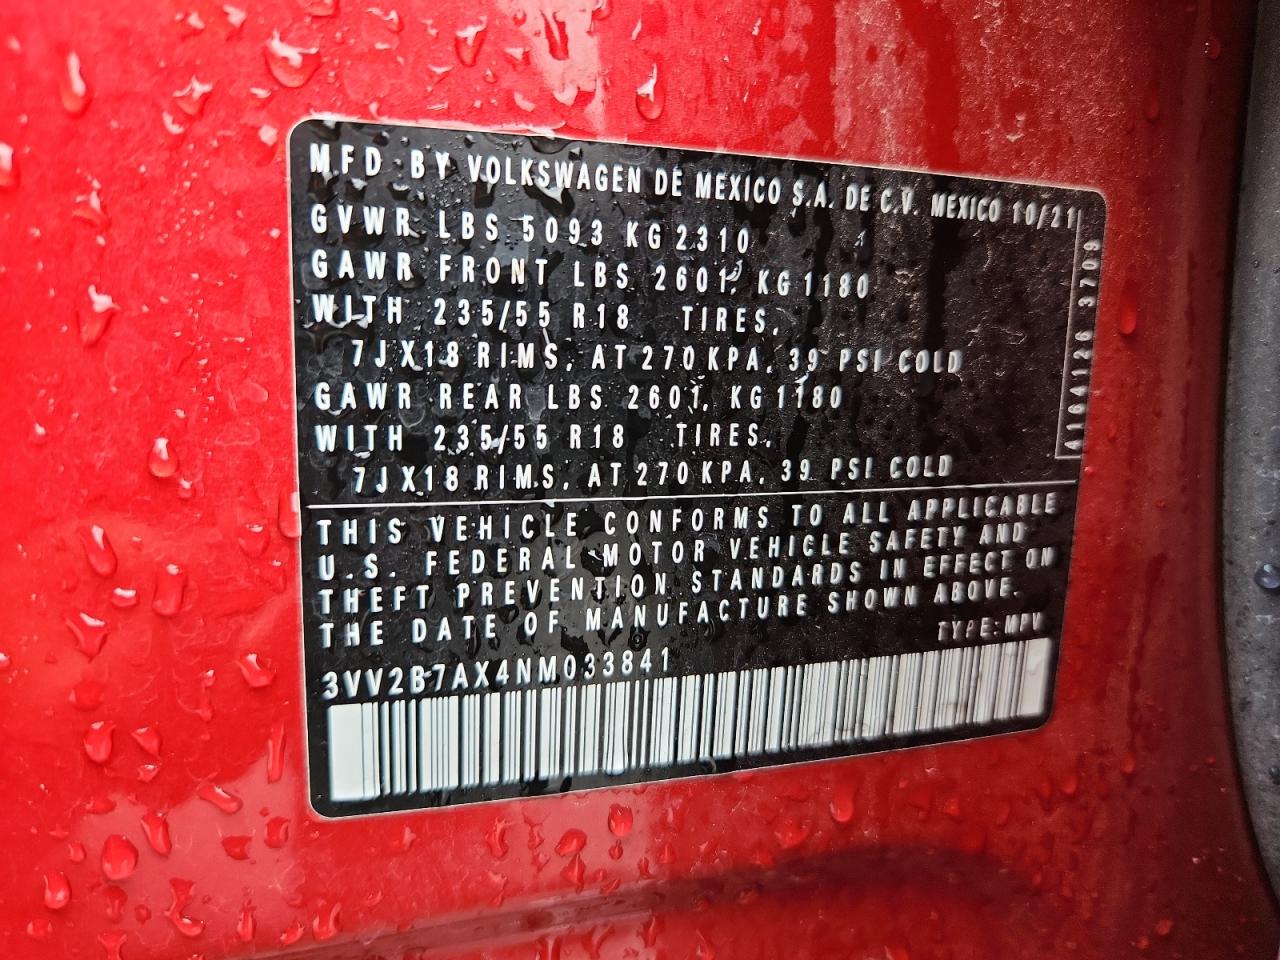 MFD BY VOLKSWAGEN DE MEXICO S.A. DE C.V. MEXICO 10/21
GVWR LBS 5093 KG 2310
GAWR FRONT LBS 2601, KG 1180
WITH 235/55 R18 TIRES,
7JX18 RIMS, AT 270 KPA, 39 PSI COLD
GAWR REAR LBS 2601, KG 1180
WITH 235/55 R18 TIRES,
7JX18 RIMS, AT 270 KPA, 39 PSI COLD
A164126 3709
THIS VEHICLE CONFORMS TO ALL APPLICABLE
U.S. FEDERAL MOTOR VEHICLE SAFETY AND
THEFT PREVENTION STANDARDS IN EFFECT ON
THE DATE OF MANUFACTURE SHOWN ABOVE.
TYPE: MPV
3VV2B7AX4NM033841